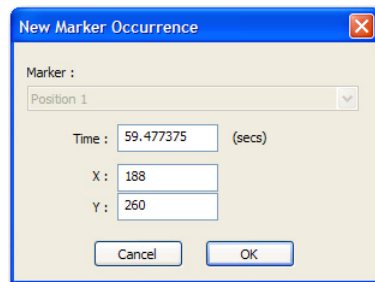 New Marker Occurrence
Marker :
Position 1
Time : 59.477375 (secs)
X : 188
Y : 260
Cancel OK